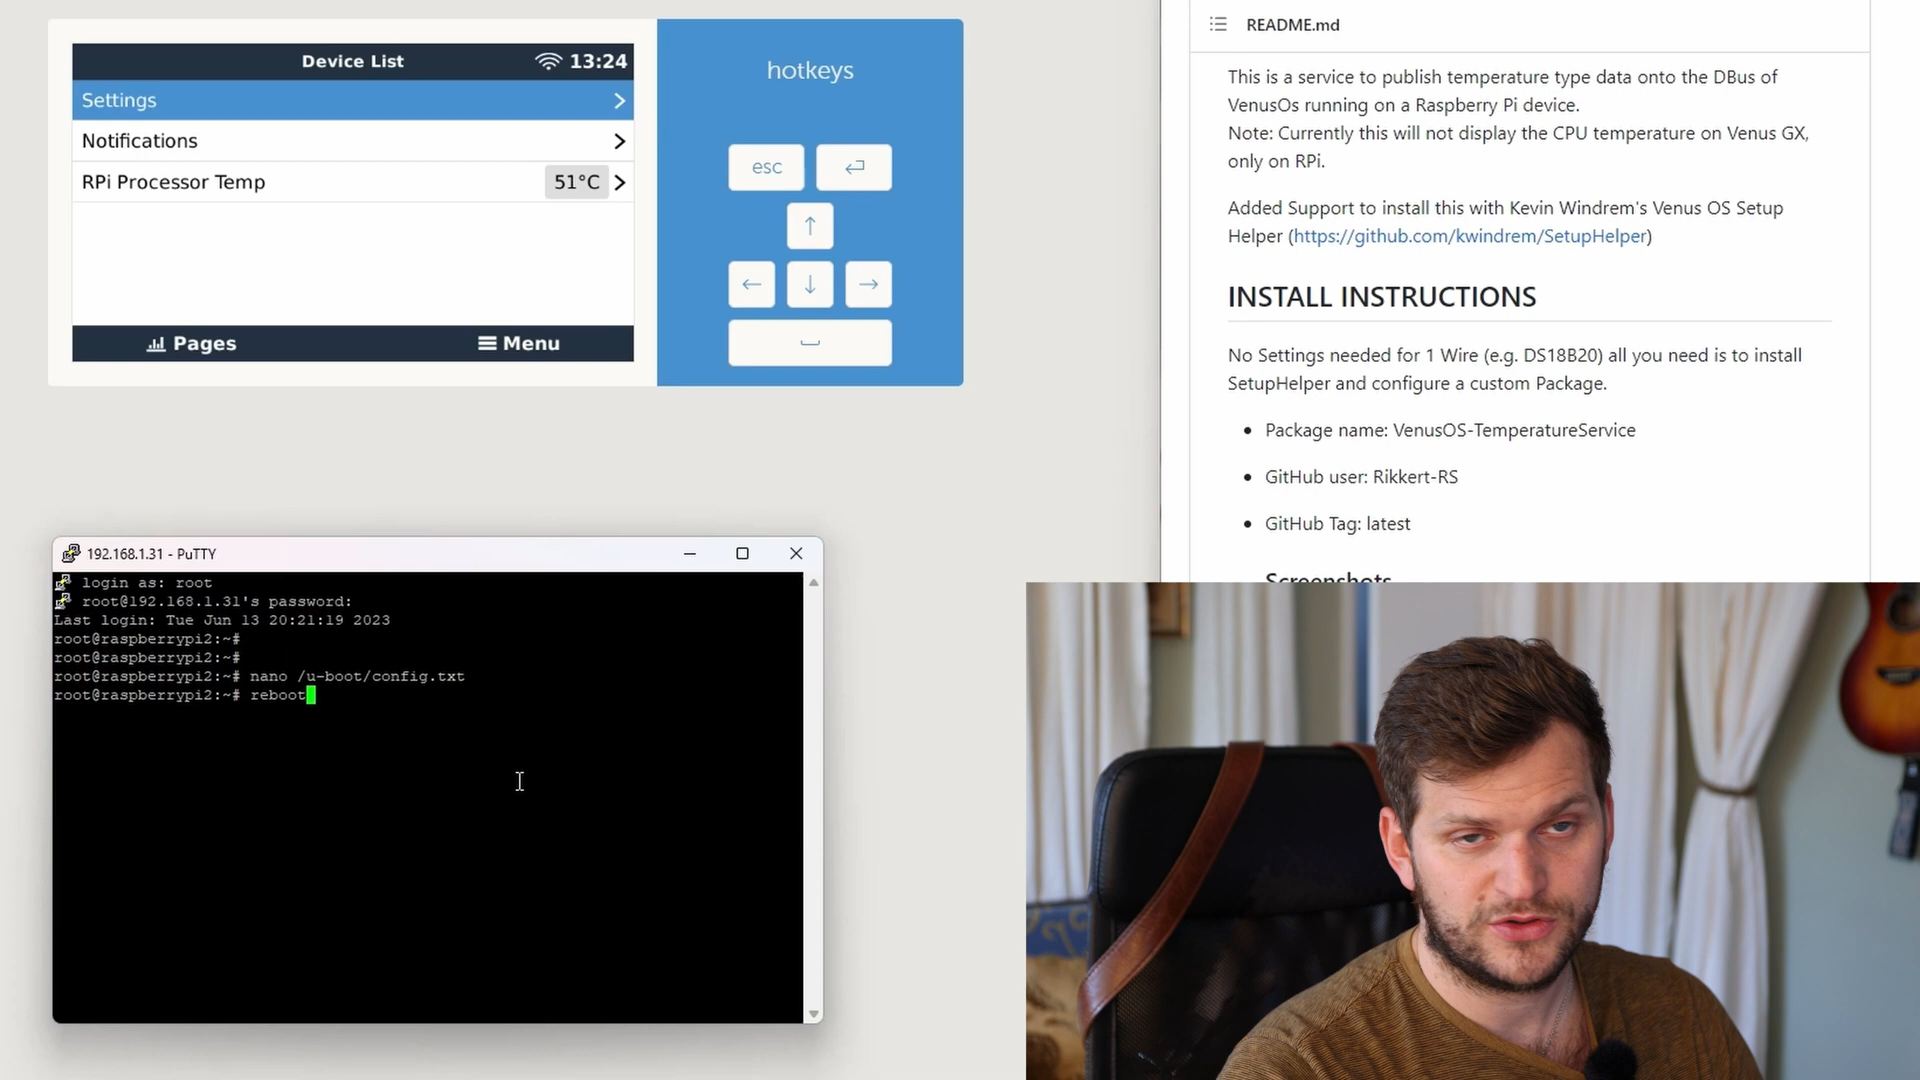 Device List
13:24
Settings
Notifications
RPi Processor Temp
51°C
Pages
Menu
hotkeys
esc
README.md
This is a service to publish temperature type data onto the DBus of
VenusOs running on a Raspberry Pi device.
Note: Currently this will not display the CPU temperature on Venus GX,
only on RPi.
Added Support to install this with Kevin Windrem's Venus OS Setup
Helper (https://github.com/kwindrem/SetupHelper)
INSTALL INSTRUCTIONS
No Settings needed for 1 Wire (e.g. DS18B20) all you need is to install
SetupHelper and configure a custom Package.
Package name: VenusOS-TemperatureService
GitHub user: Rikkert-RS
GitHub Tag: latest
Screenshots
192.168.1.31 - PuTTY
login as: root
root@192.168.1.31's password:
Last login: Tue Jun 13 20:21:19 2023
root@raspberrypi2:~#
root@raspberrypi2:~#
root@raspberrypi2:~# nano /u-boot/config.txt
root@raspberrypi2:~# reboot